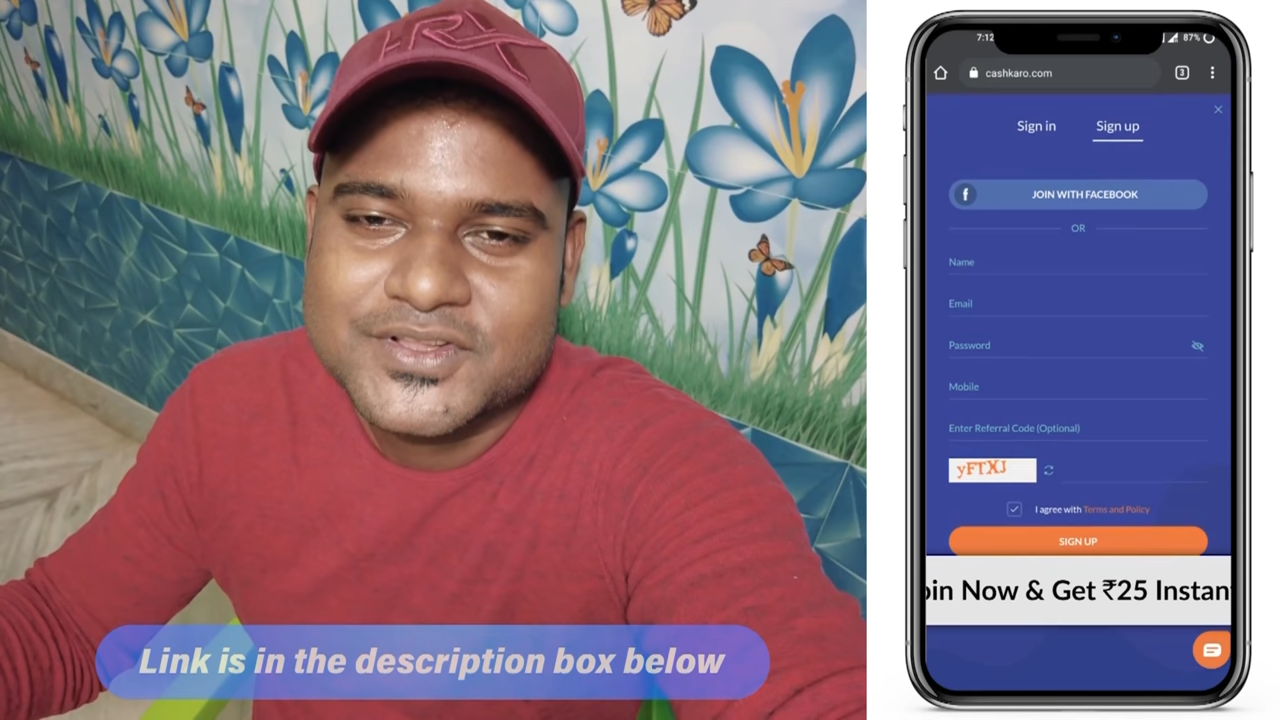 RX
Link is in the description box below
7:12
87%
cashkaro.com
3
Sign in
Sign up
f
JOIN WITH FACEBOOK
OR
Name
Email
Password
Mobile
Enter Referral Code (Optional)
yFTXJ
I agree with Terms and Policy
SIGN UP
oin Now & Get ₹25 Instan